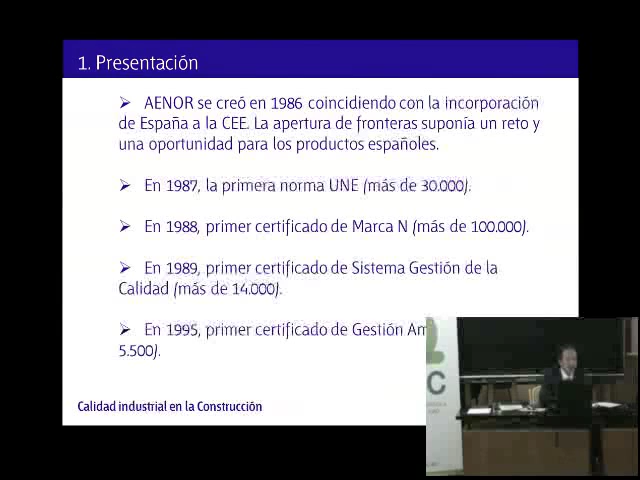 1. Presentación
➢ AENOR se creó en 1986 coincidiendo con la incorporación
de España a la CEE. La apertura de fronteras suponía un reto y
una oportunidad para los productos españoles.
➢ En 1987, la primera norma UNE (más de 30.000).
➢ En 1988, primer certificado de Marca N (más de 100.000).
➢ En 1989, primer certificado de Sistema Gestión de la
Calidad (más de 14.000).
➢ En 1995, primer certificado de Gestión Am
5.500).
Calidad industrial en la Construcción
C